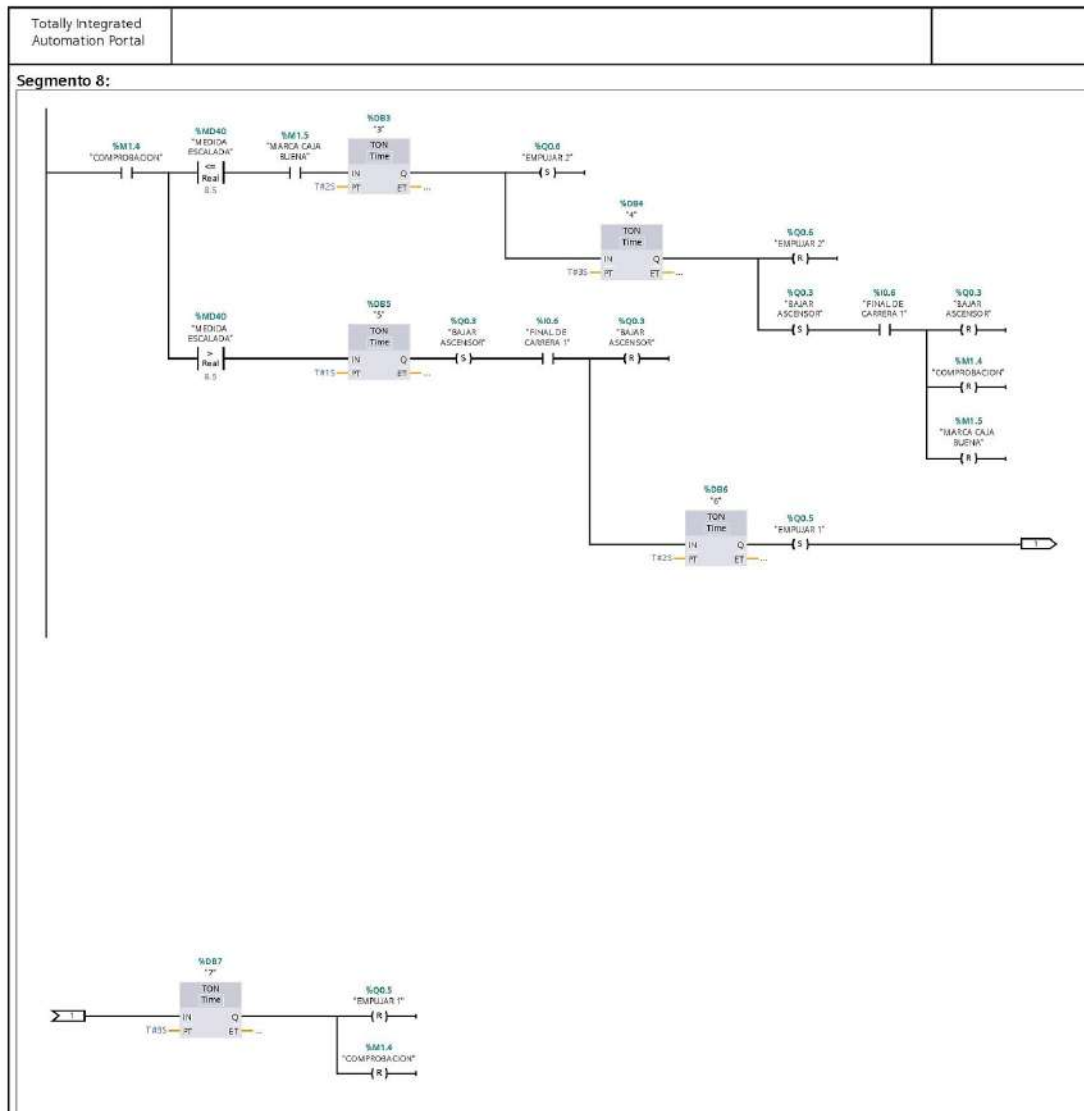 Totally Integrated
Automation Portal
Segmento 8:
%M1.4
"COMPROBACION"
%MD40
"MEDIDA
ESCALADA"
<=
Real
8.5
%M1.5
"MARCA CAJA
BUENA"
%DB3
"3"
TON
Time
IN Q
T#2S PT ET ...
%Q0.6
"EMPUJAR 2"
S
%DB4
"4"
TON
Time
IN Q
T#3S PT ET ...
%Q0.6
"EMPUJAR 2"
R
%Q0.3
"BAJAR
ASCENSOR"
S
%I0.6
"FINAL DE
CARRERA 1"
%Q0.3
"BAJAR
ASCENSOR"
R
%M1.4
"COMPROBACION"
R
%M1.5
"MARCA CAJA
BUENA"
R
%MD40
"MEDIDA
ESCALADA"
>
Real
8.5
%DB5
"5"
TON
Time
IN Q
T#1S PT ET ...
%Q0.3
"BAJAR
ASCENSOR"
S
%I0.6
"FINAL DE
CARRERA 1"
%Q0.3
"BAJAR
ASCENSOR"
R
%DB6
"6"
TON
Time
IN Q
T#2S PT ET ...
%Q0.5
"EMPUJAR 1"
S
1
1
%DB7
"7"
TON
Time
IN Q
T#3S PT ET ...
%Q0.5
"EMPUJAR 1"
R
%M1.4
"COMPROBACION"
R